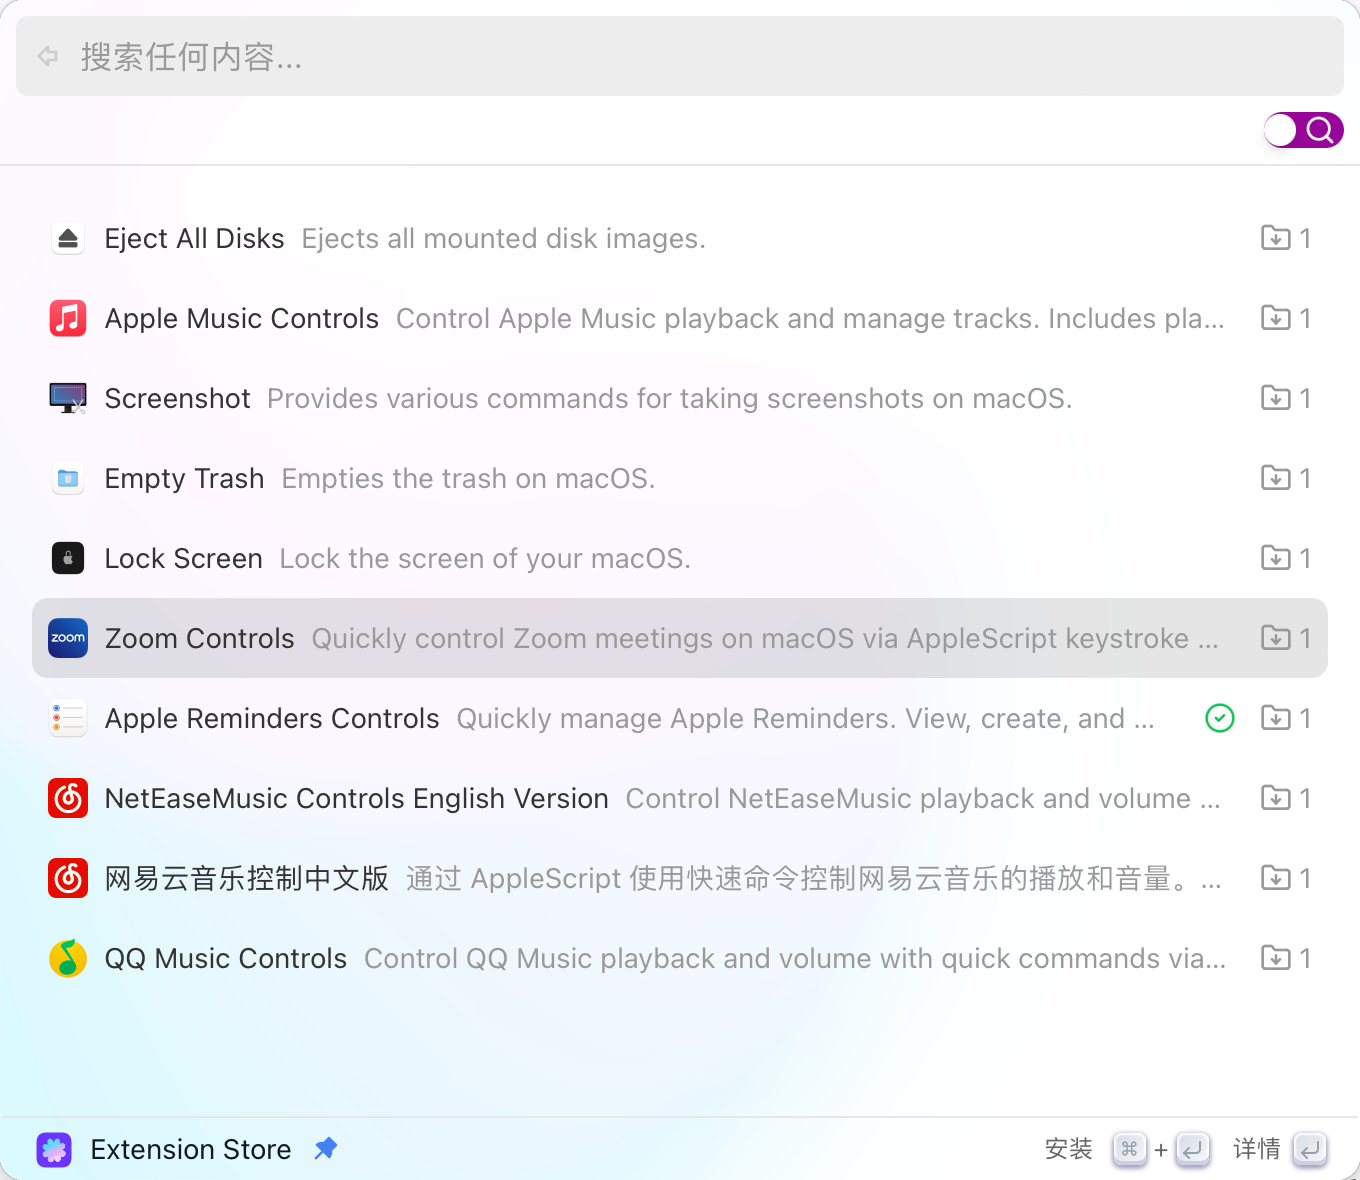 搜索任何内容...
Eject All Disks Ejects all mounted disk images. 1
Apple Music Controls Control Apple Music playback and manage tracks. Includes pla... 1
Screenshot Provides various commands for taking screenshots on macOS. 1
Empty Trash Empties the trash on macOS. 1
Lock Screen Lock the screen of your macOS. 1
zoom Zoom Controls Quickly control Zoom meetings on macOS via AppleScript keystroke ... 1
Apple Reminders Controls Quickly manage Apple Reminders. View, create, and ... 1
NetEaseMusic Controls English Version Control NetEaseMusic playback and volume ... 1
网易云音乐控制中文版 通过 AppleScript 使用快速命令控制网易云音乐的播放和音量。... 1
QQ Music Controls Control QQ Music playback and volume with quick commands via... 1
Extension Store 安装 ⌘ + 详情